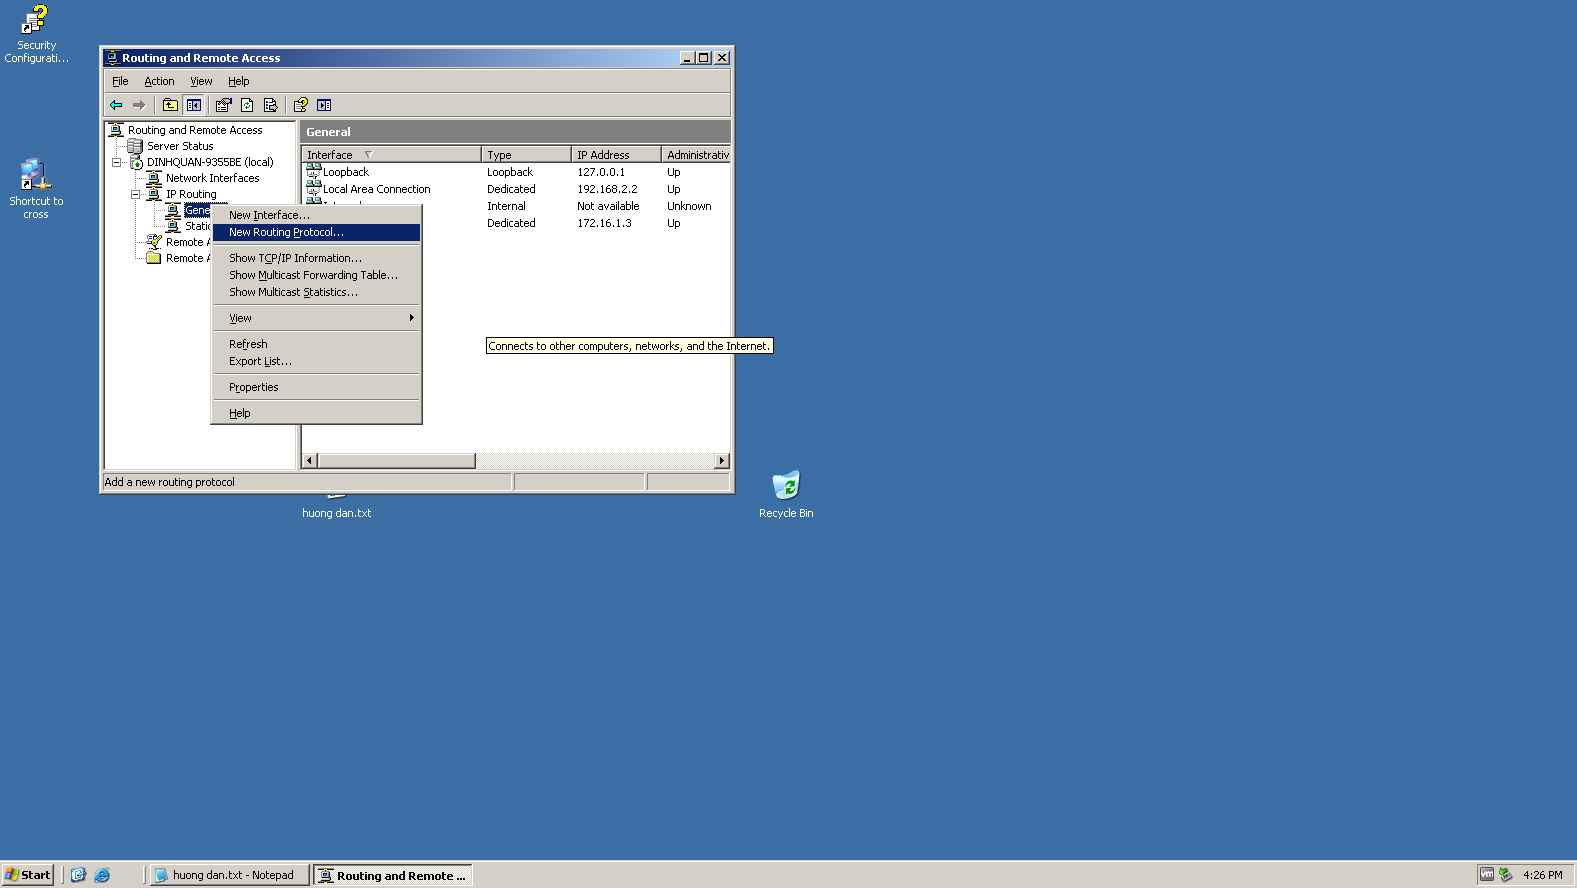 Security
Configurati...
Shortcut to
cross
Routing and Remote Access
File Action View Help
Routing and Remote Access
Server Status
DINHQUAN-9355BE (local)
Network Interfaces
IP Routing
Gene
Static
Remote A
Remote A
General
Interface Type IP Address Administrativ
Loopback Loopback 127.0.0.1 Up
Local Area Connection Dedicated 192.168.2.2 Up
Internal Not available Unknown
Dedicated 172.16.1.3 Up
New Interface...
New Routing Protocol...
Show TCP/IP Information...
Show Multicast Forwarding Table...
Show Multicast Statistics...
View
Refresh
Export List...
Properties
Help
Connects to other computers, networks, and the Internet.
Add a new routing protocol
huong dan.txt
Recycle Bin
Start
huong dan.txt - Notepad
Routing and Remote ...
vm
4:26 PM